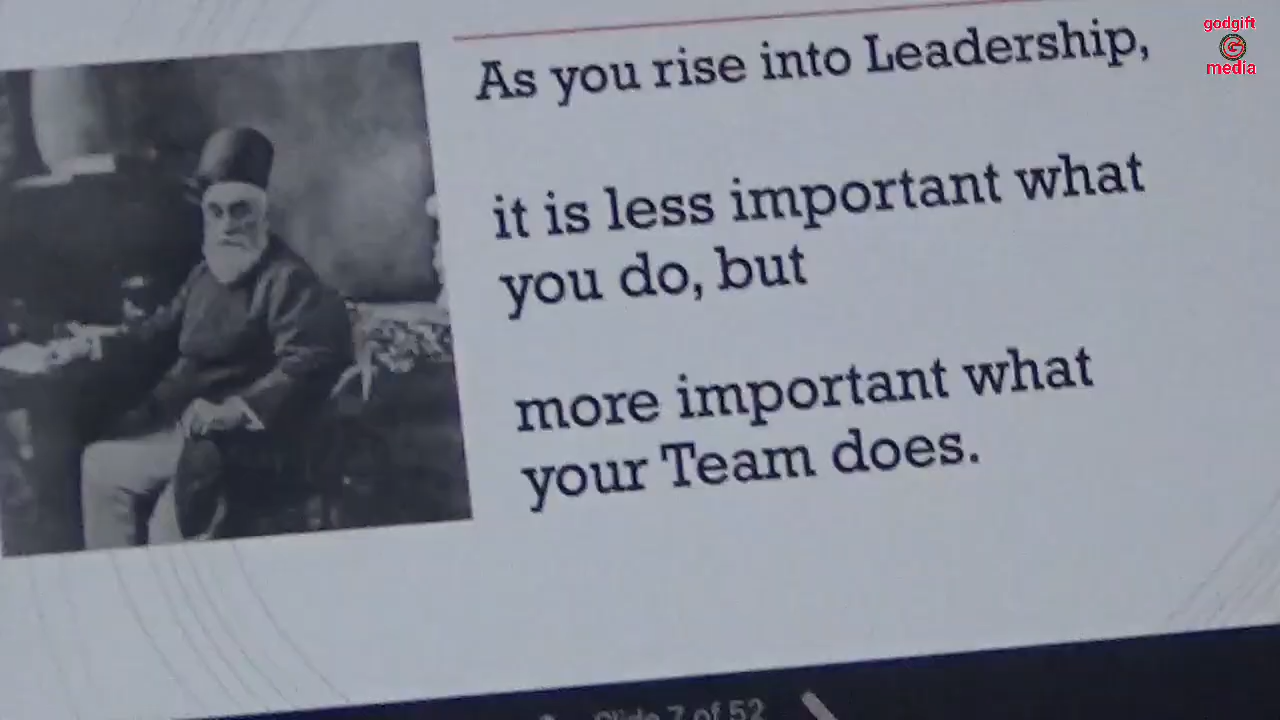 godgift
G
media
As you rise into Leadership,
it is less important what
you do, but
more important what
your Team does.
Slide 7 of 52